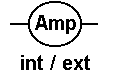 Amp
int / ext